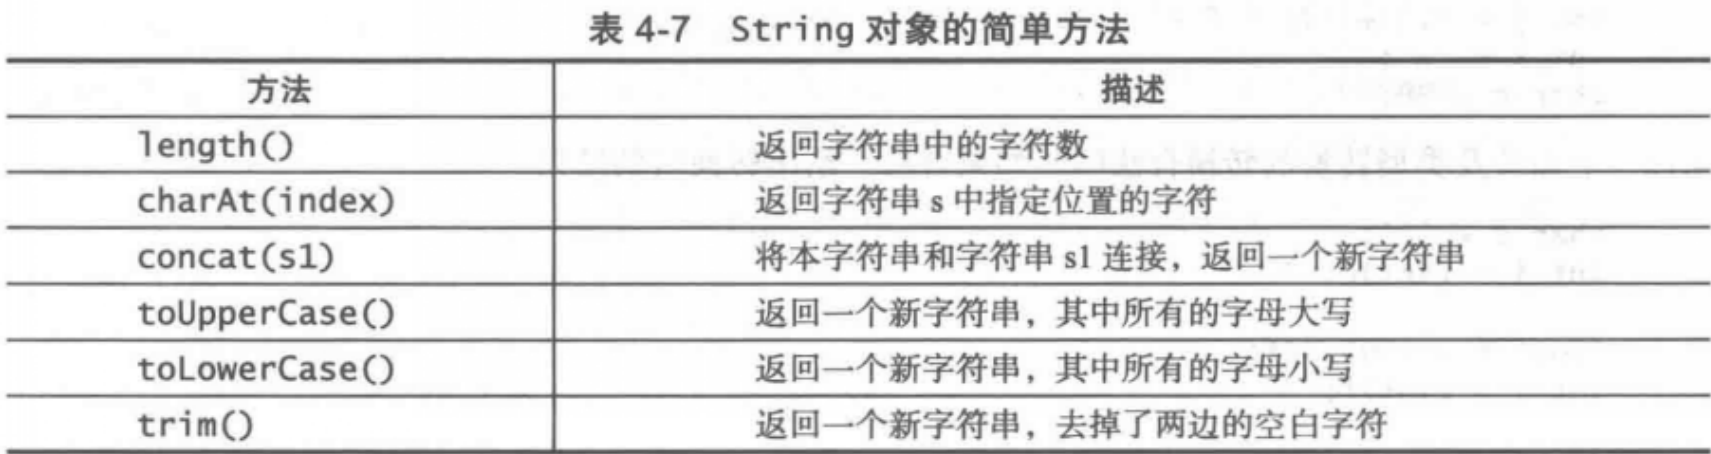 表 4-7 String 对象的简单方法
方法 描述
length() 返回字符串中的字符数
charAt(index) 返回字符串 s 中指定位置的字符
concat(s1) 将本字符串和字符串 s1 连接，返回一个新字符串
toUpperCase() 返回一个新字符串，其中所有的字母大写
toLowerCase() 返回一个新字符串，其中所有的字母小写
trim() 返回一个新字符串，去掉了两边的空白字符